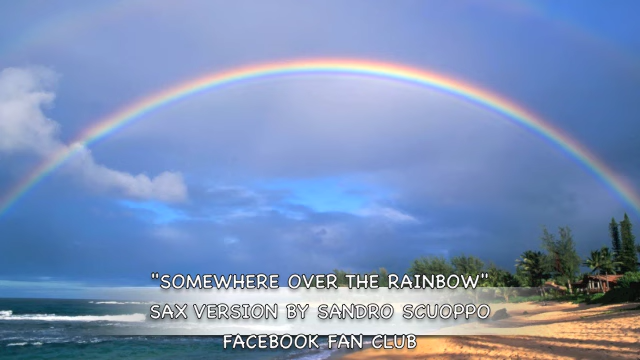 "SOMEWHERE OVER THE RAINBOW"
SAX VERSION BY SANDRO SCUOPPO
FACEBOOK FAN CLUB